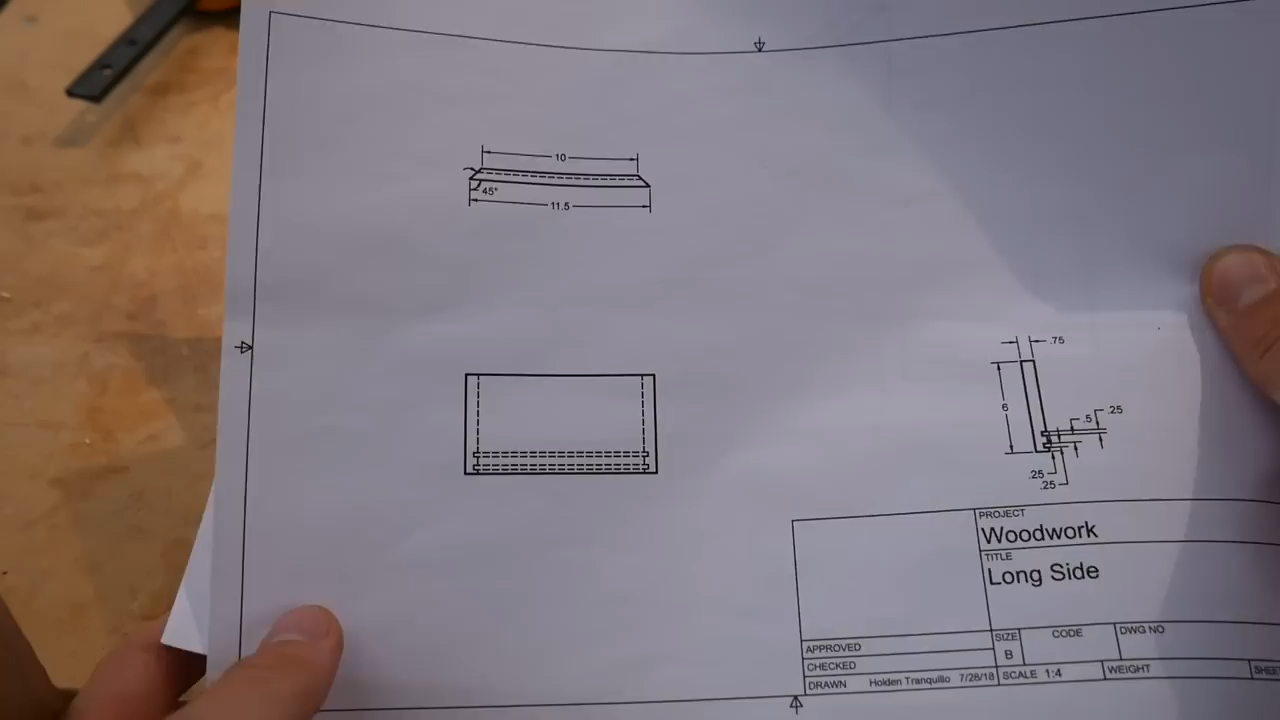 10
45°
11.5
.75
6
.5
.25
.25
.25
PROJECT
Woodwork
TITLE
Long Side
APPROVED
CHECKED
DRAWN Holden Tranquillo 7/26/18
SIZE
B
CODE
DWG NO
SCALE 1:4
WEIGHT